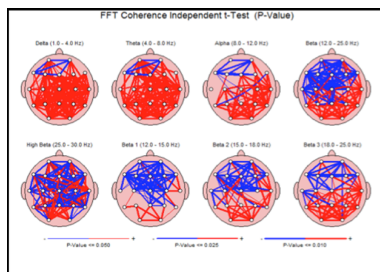 FFT Coherence Independent t-Test (P-Value)
Delta (1.0 - 4.0 Hz) Theta (4.0 - 8.0 Hz) Alpha (8.0 - 12.0 Hz) Beta (12.0 - 25.0 Hz)
High Beta (25.0 - 30.0 Hz) Beta 1 (12.0 - 15.0 Hz) Beta 2 (15.0 - 18.0 Hz) Beta 3 (18.0 - 25.0 Hz)
- + - + - +
P-Value <= 0.050 P-Value <= 0.025 P-Value <= 0.010